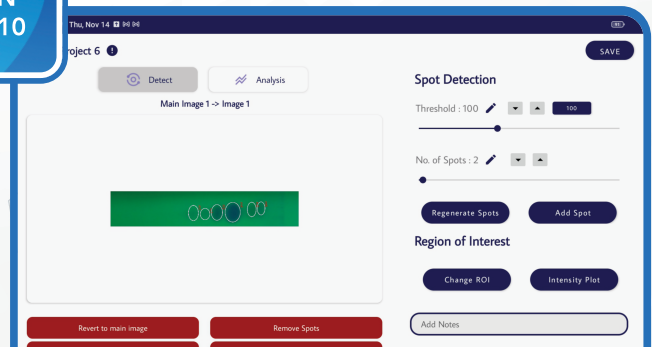 N
10
Thu, Nov 14
roject 6
SAVE
Detect
Analysis
Main Image 1 -> Image 1
Spot Detection
Threshold : 100
100
No. of Spots : 2
Regenerate Spots
Add Spot
Region of Interest
Change ROI
Intensity Plot
Add Notes
Revert to main image
Remove Spots